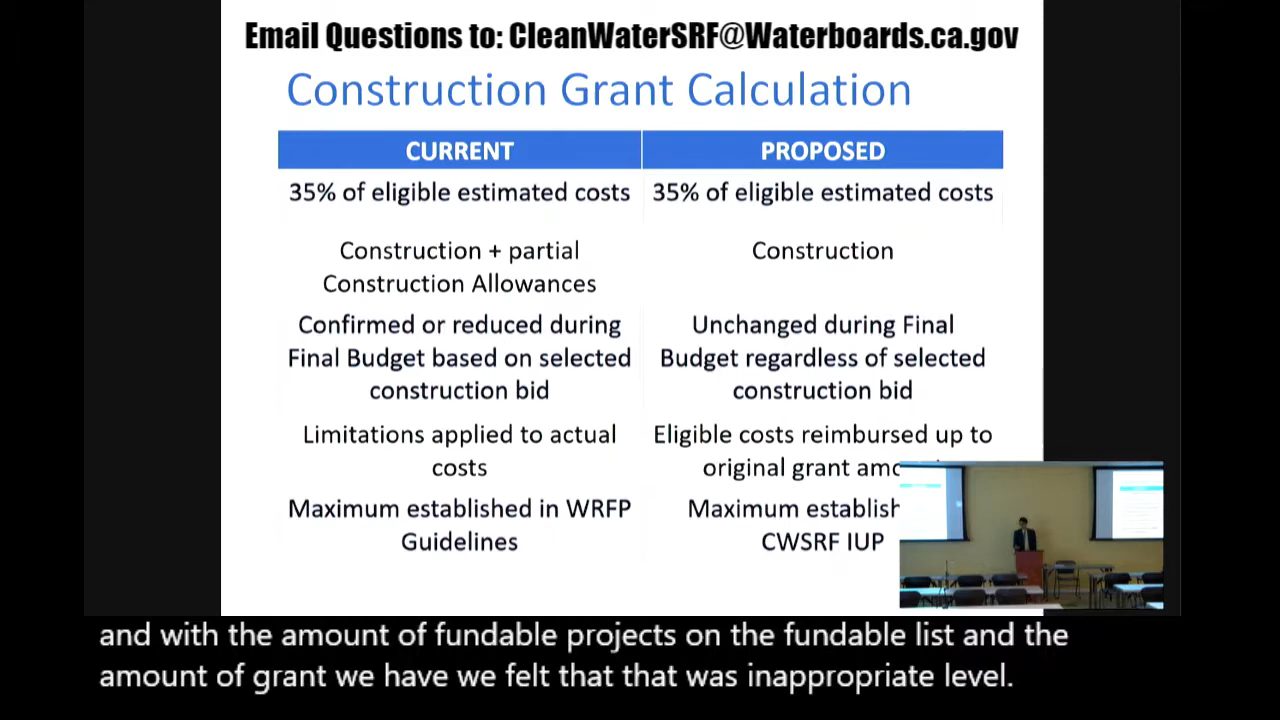 Email Questions to: CleanWaterSRF@Waterboards.ca.gov
Construction Grant Calculation
CURRENT
PROPOSED
35% of eligible estimated costs
35% of eligible estimated costs
Construction + partial
Construction Allowances
Construction
Confirmed or reduced during
Final Budget based on selected
construction bid
Unchanged during Final
Budget regardless of selected
construction bid
Limitations applied to actual
costs
Eligible costs reimbursed up to
original grant
Maximum established in WRFP
Guidelines
Maximum
CWSRF IUP
and with the amount of fundable projects on the fundable list and the
amount of grant we have we felt that that was inappropriate level.